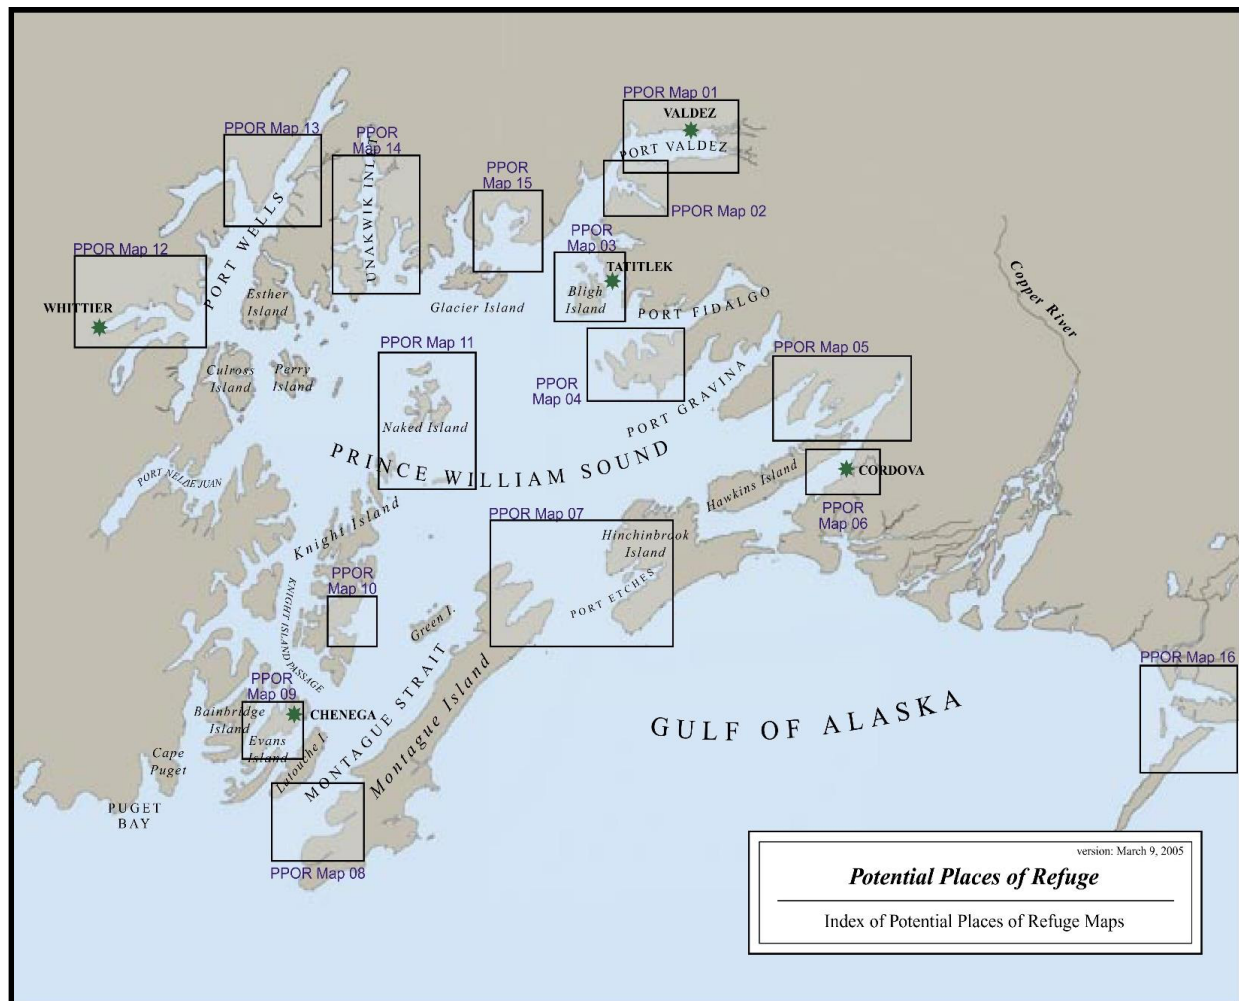 PPOR Map 01
VALDEZ
PORT VALDEZ
PPOR Map 02
PPOR Map 13
PPOR
Map 14
UNAKWIK INLET
PPOR
Map 15
PPOR
Map 03
TATITLEK
Bligh
Island
PORT FIDALGO
PPOR Map 12
WHITTIER
PORT WELLS
Esther
Island
Glacier Island
Copper River
Culross
Island
Perry
Island
PPOR Map 11
Naked Island
PPOR
Map 04
PORT GRAVINA
PPOR Map 05
PRINCE WILLIAM SOUND
PORT NELLIE JUAN
Hawkins Island
CORDOVA
PPOR
Map 06
Knight Island
PPOR Map 07
Hinchinbrook
Island
PORT ETCHES
PPOR
Map 10
KNIGHT ISLAND PASSAGE
Green I.
PPOR
Map 09
CHENEGA
Bainbridge
Island
Evans
Island
Latouche I.
MONTAGUE STRAIT
Montague Island
PPOR Map 16
GULF OF ALASKA
Cape
Puget
PUGET
BAY
PPOR Map 08
version: March 9, 2005
Potential Places of Refuge
Index of Potential Places of Refuge Maps